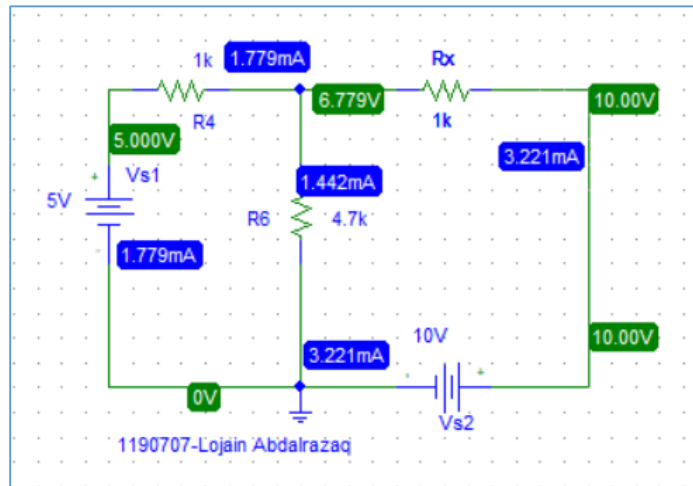 1k
1.779mA
Rx
6.779V
10.00V
R4
1k
5.000V
3.221mA
+
Vs1
1.442mA
5V
R6
4.7k
-
1.779mA
10V
10.00V
3.221mA
-
+
0V
Vs2
1190707-Lojain Abdalrazaq